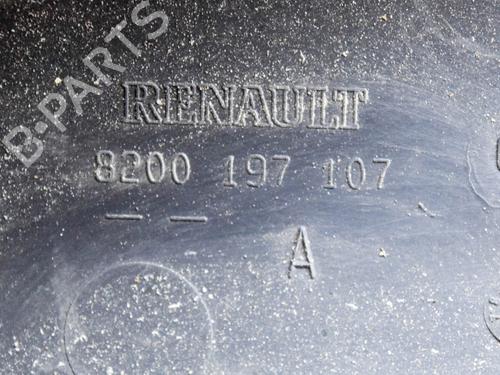 B-PARTS
RENAULT
8200 197 107
— —
A